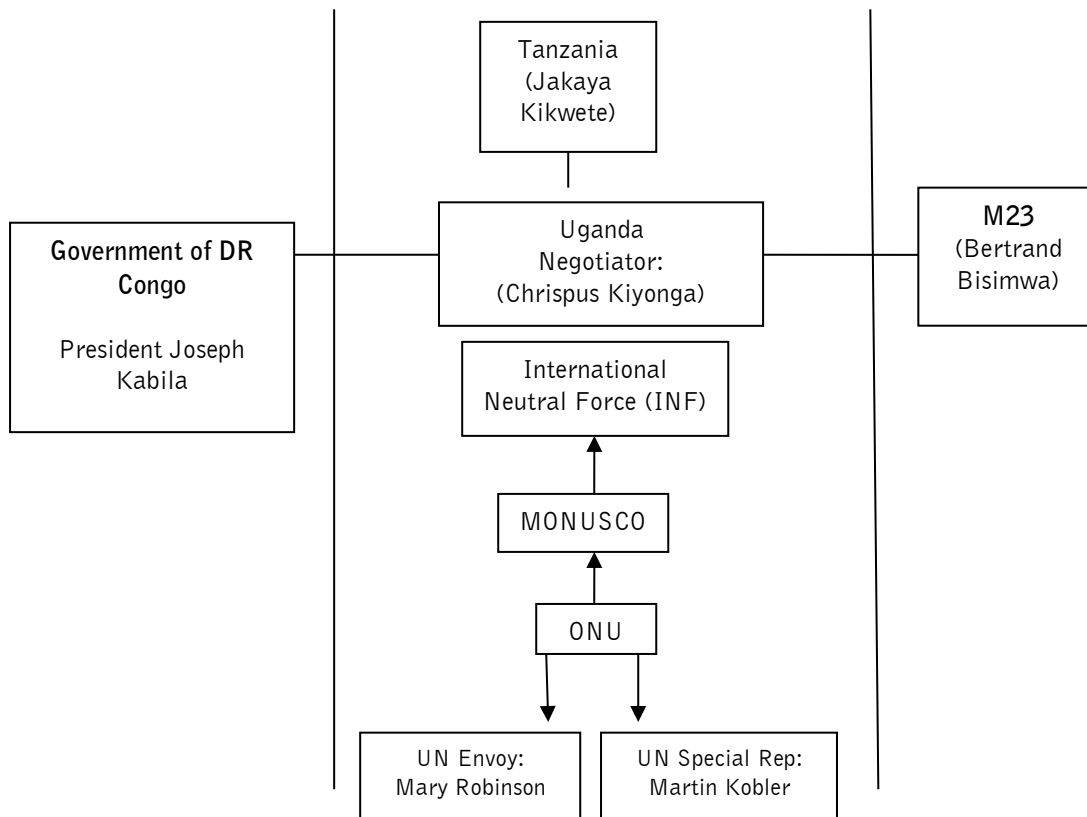 Tanzania
(Jakaya
Kikwete)
Government of DR
Congo
President Joseph
Kabila
Uganda
Negotiator:
(Chrispus Kiyonga)
M23
(Bertrand
Bisimwa)
International
Neutral Force (INF)
MONUSCO
ONU
UN Envoy:
Mary Robinson
UN Special Rep:
Martin Kobler